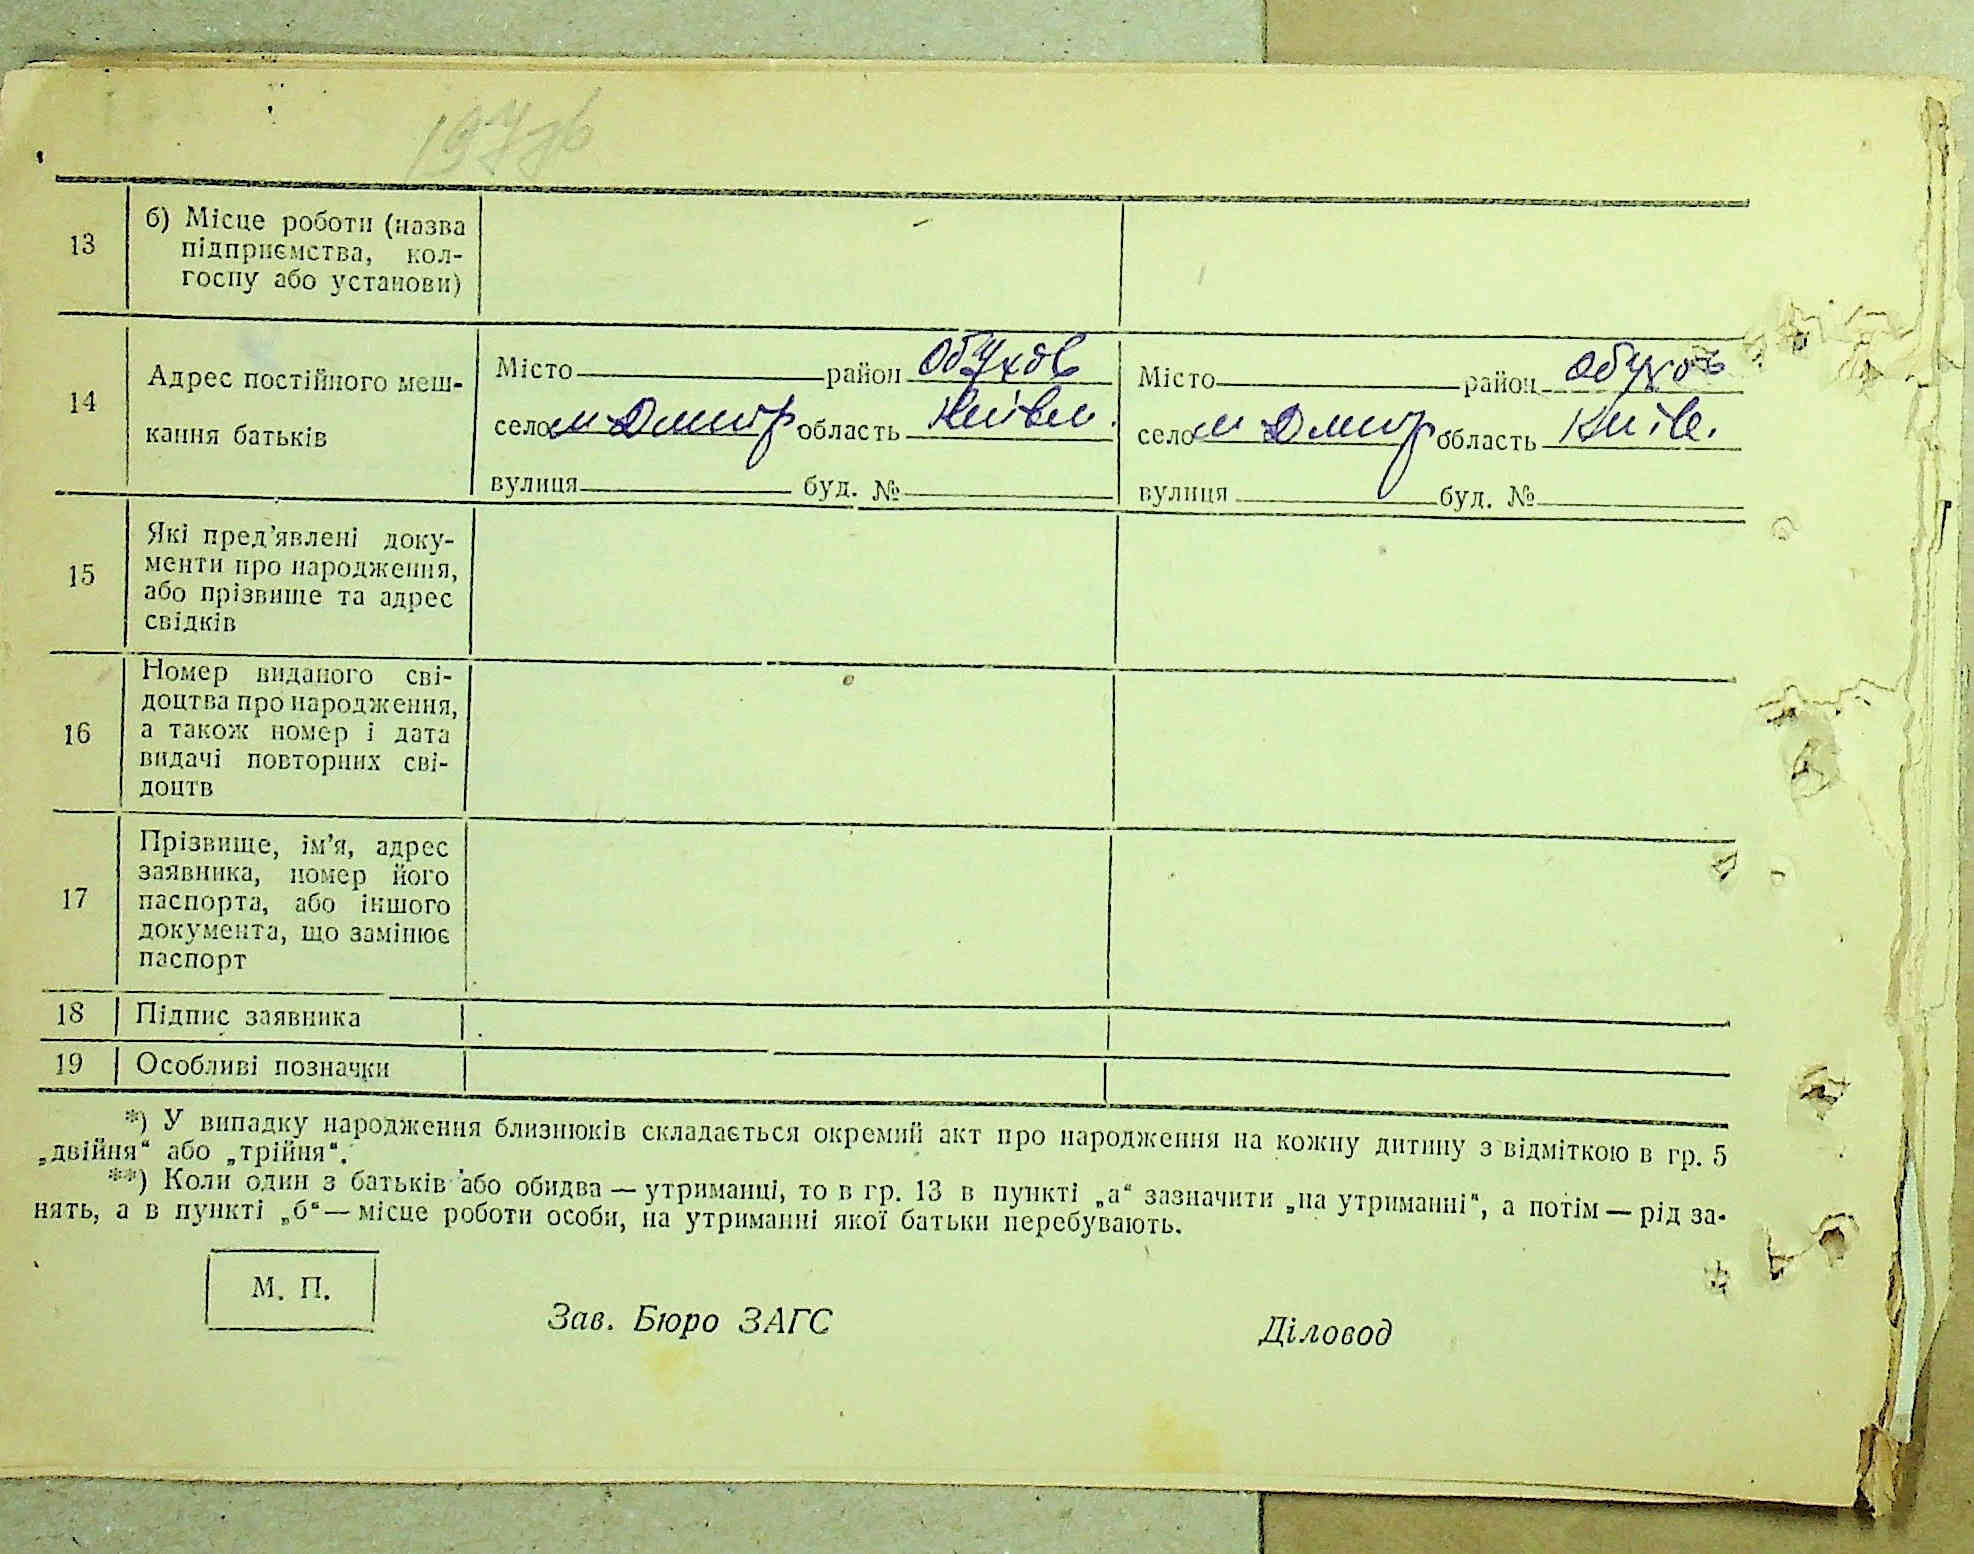 197зв
13
б) Місце роботи (назва
підприємства, кол-
госпу або установи)
14
Адрес постійного меш-
кання батьків
Місто район Обухов
село м Дмитр область Київ.
вулиця буд. №
Місто район Обухов
село м Дмитр область Київ.
вулиця буд. №
15
Які пред’явлені доку-
менти про народження,
або прізвище та адрес
свідків
16
Номер виданого сві-
доцтва про народження,
а також номер і дата
видачі повторних сві-
доцтв
17
Прізвище, ім’я, адрес
заявника, номер його
паспорта, або іншого
документа, що замінює
паспорт
18 Підпис заявника
19 Особливі позначки
*) У випадку народження близнюків складається окремий акт про народження на кожну дитину з відміткою в гр. 5
„двійня“ або „трійня“.
**) Коли один з батьків або обидва — утриманці, то в гр. 13 в пункті „а“ зазначити „на утриманні“, а потім — рід за-
нять, а в пункті „б“ — місце роботи особи, на утриманні якої батьки перебувають.
М. П.
Зав. Бюро ЗАГС
Діловод